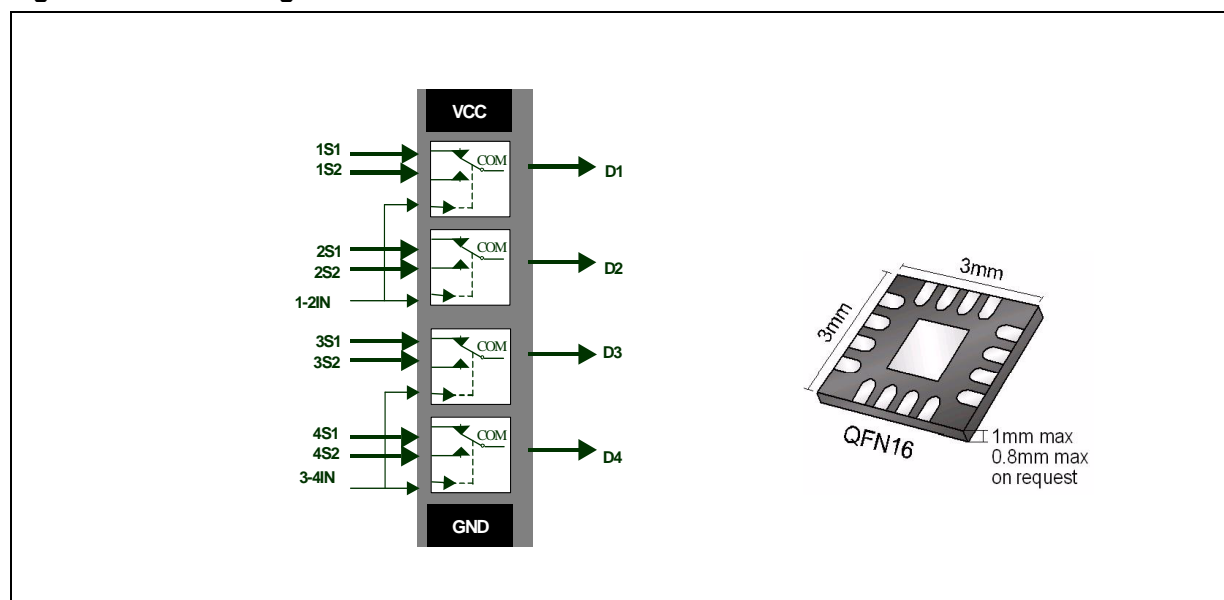 VCC
1S1
1S2
COM
D1
2S1
2S2
COM
D2
1-2IN
3S1
3S2
COM
D3
4S1
4S2
COM
D4
3-4IN
GND
3mm
3mm
QFN16
1mm max
0.8mm max
on request